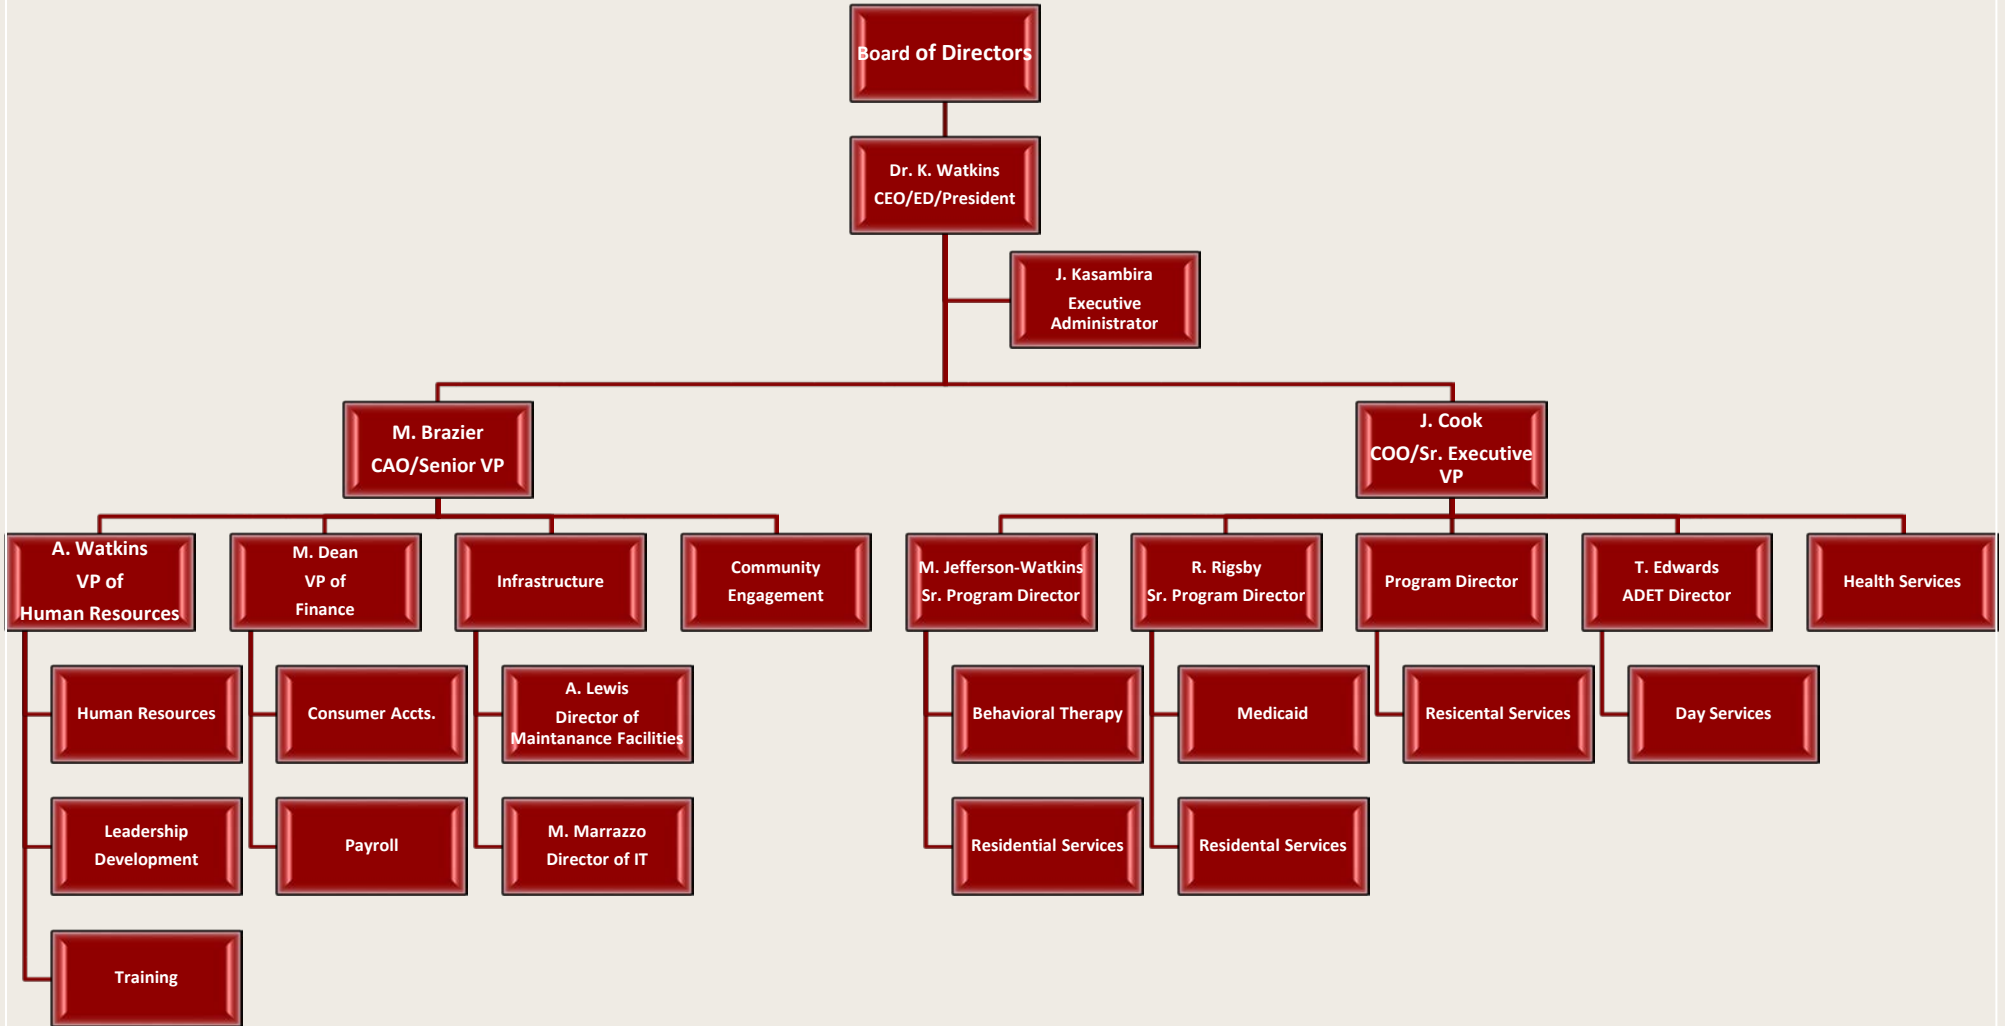 Board of Directors
Dr. K. Watkins
CEO/ED/President
J. Kasambira
Executive
Administrator
M. Brazier
CAO/Senior VP
J. Cook
COO/Sr. Executive
VP
A. Watkins
VP of
Human Resources
M. Dean
VP of
Finance
Infrastructure
Community
Engagement
M. Jefferson-Watkins
Sr. Program Director
R. Rigsby
Sr. Program Director
Program Director
T. Edwards
ADET Director
Health Services
Human Resources
Consumer Accts.
A. Lewis
Director of
Maintanance Facilities
Behavioral Therapy
Medicaid
Resicental Services
Day Services
Leadership
Development
Payroll
M. Marrazzo
Director of IT
Residential Services
Residental Services
Training